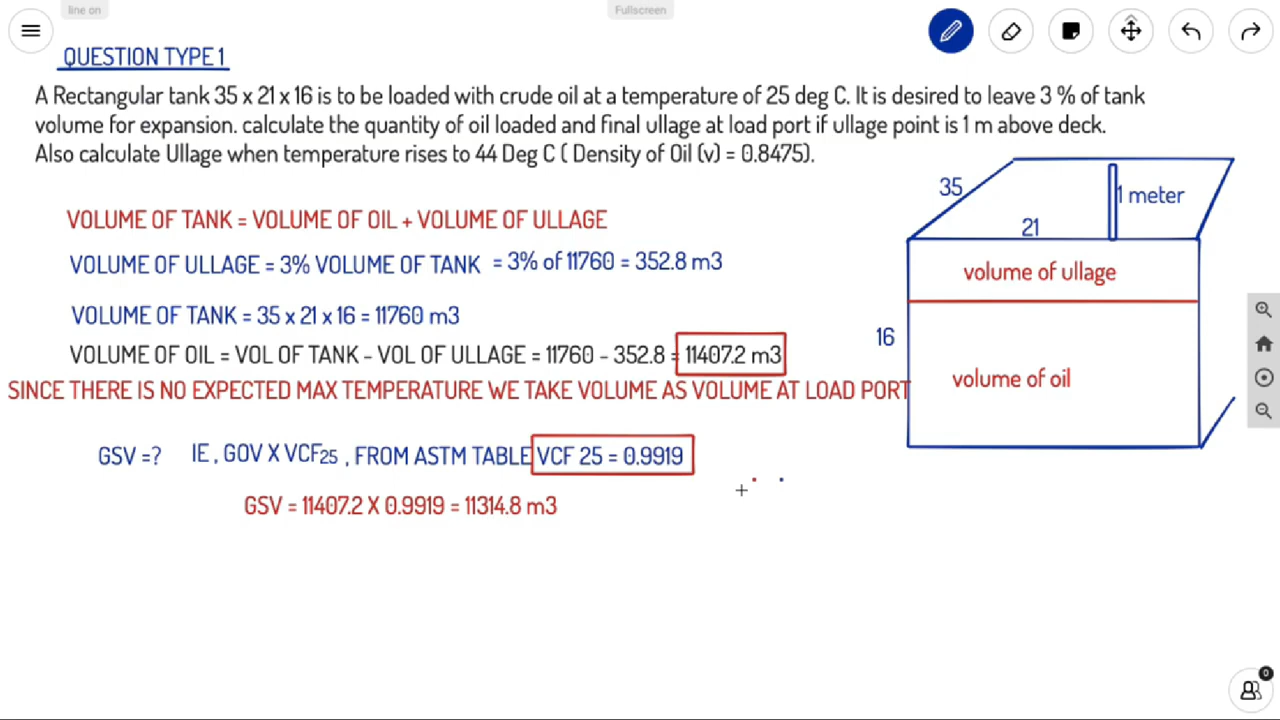 line on
Fullscreen
QUESTION TYPE 1
A Rectangular tank 35 x 21 x 16 is to be loaded with crude oil at a temperature of 25 deg C. It is desired to leave 3 % of tank
volume for expansion. calculate the quantity of oil loaded and final ullage at load port if ullage point is 1 m above deck.
Also calculate Ullage when temperature rises to 44 Deg C ( Density of Oil (v) = 0.8475).
35
1 meter
21
VOLUME OF TANK = VOLUME OF OIL + VOLUME OF ULLAGE
VOLUME OF ULLAGE = 3% VOLUME OF TANK = 3% of 11760 = 352.8 m3
volume of ullage
VOLUME OF TANK = 35 x 21 x 16 = 11760 m3
16
VOLUME OF OIL = VOL OF TANK - VOL OF ULLAGE = 11760 - 352.8 = 11407.2 m3
volume of oil
SINCE THERE IS NO EXPECTED MAX TEMPERATURE WE TAKE VOLUME AS VOLUME AT LOAD PORT
GSV =? IE , GOV X VCF25 , FROM ASTM TABLE VCF 25 = 0.9919
GSV = 11407.2 X 0.9919 = 11314.8 m3
0